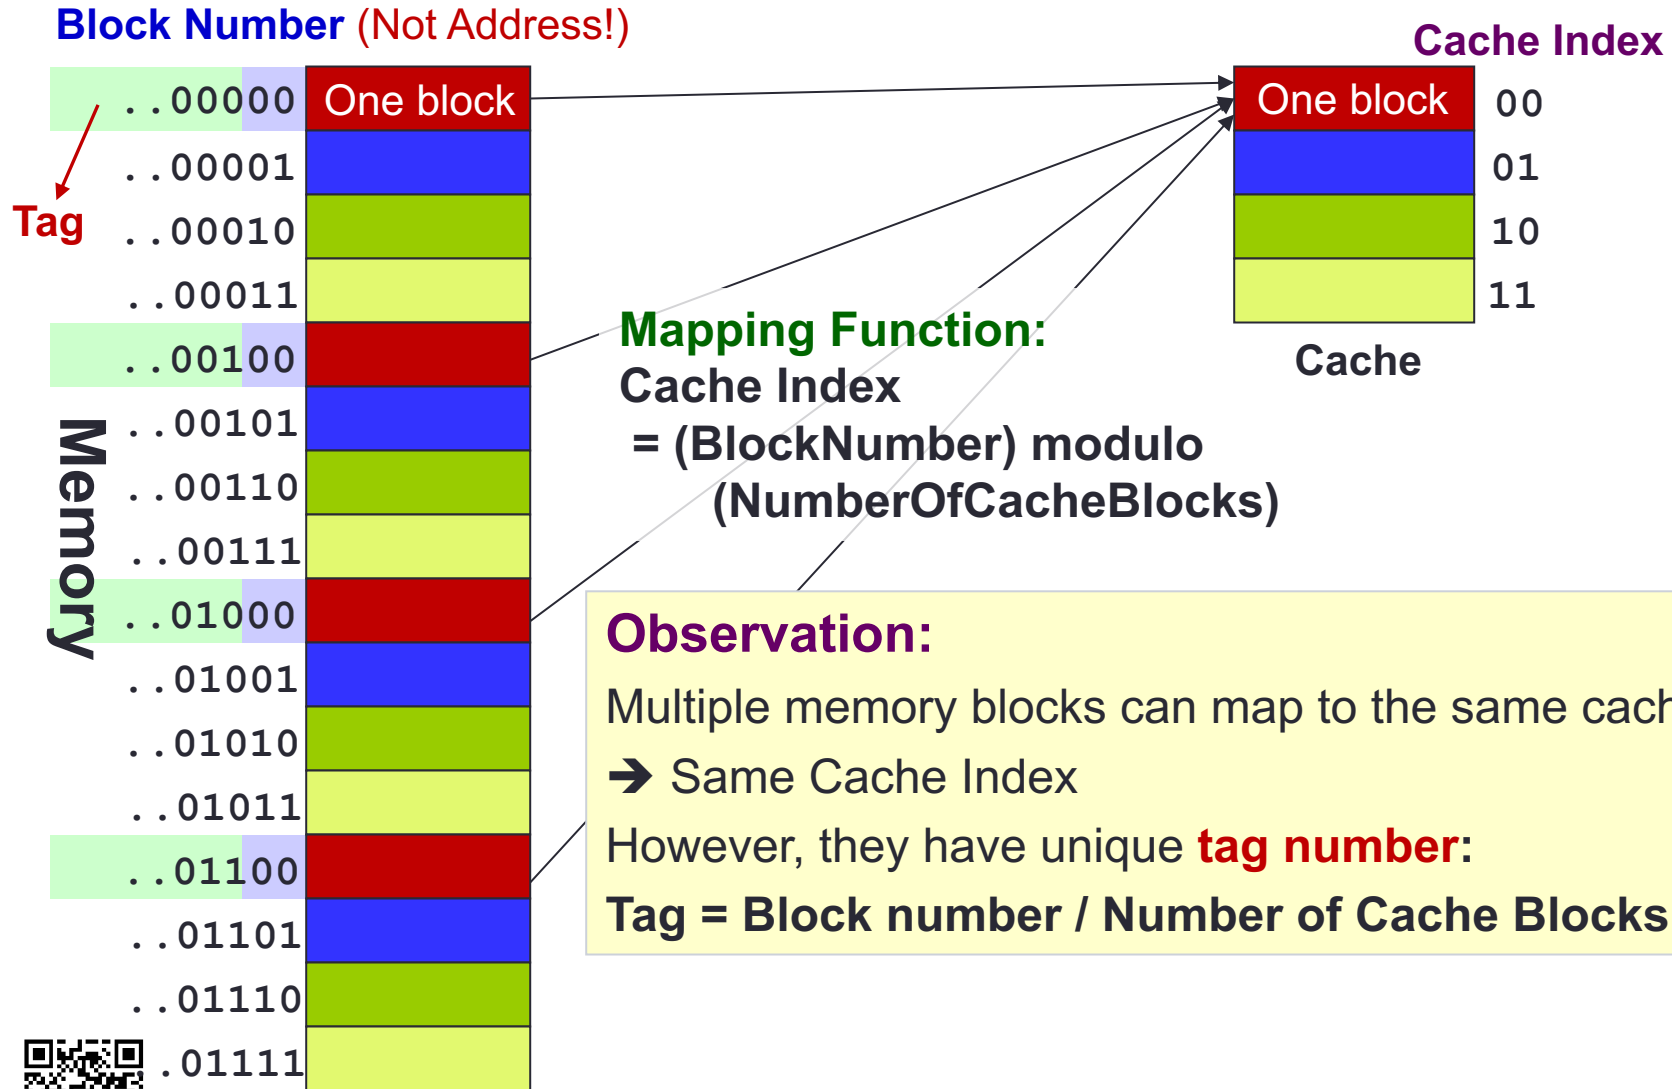 Block Number (Not Address!)
Cache Index
..00000 One block
One block 00
..00001
01
Tag
..00010
10
..00011
11
..00100
Cache
Mapping Function:
Cache Index
= (BlockNumber) modulo
(NumberOfCacheBlocks)
Memory
..00101
..00110
..00111
..01000
..01001
..01010
..01011
..01100
..01101
..01110
.01111
Observation:
Multiple memory blocks can map to the same
➔ Same Cache Index
However, they have unique tag number:
Tag = Block number / Number of Cache Blocks